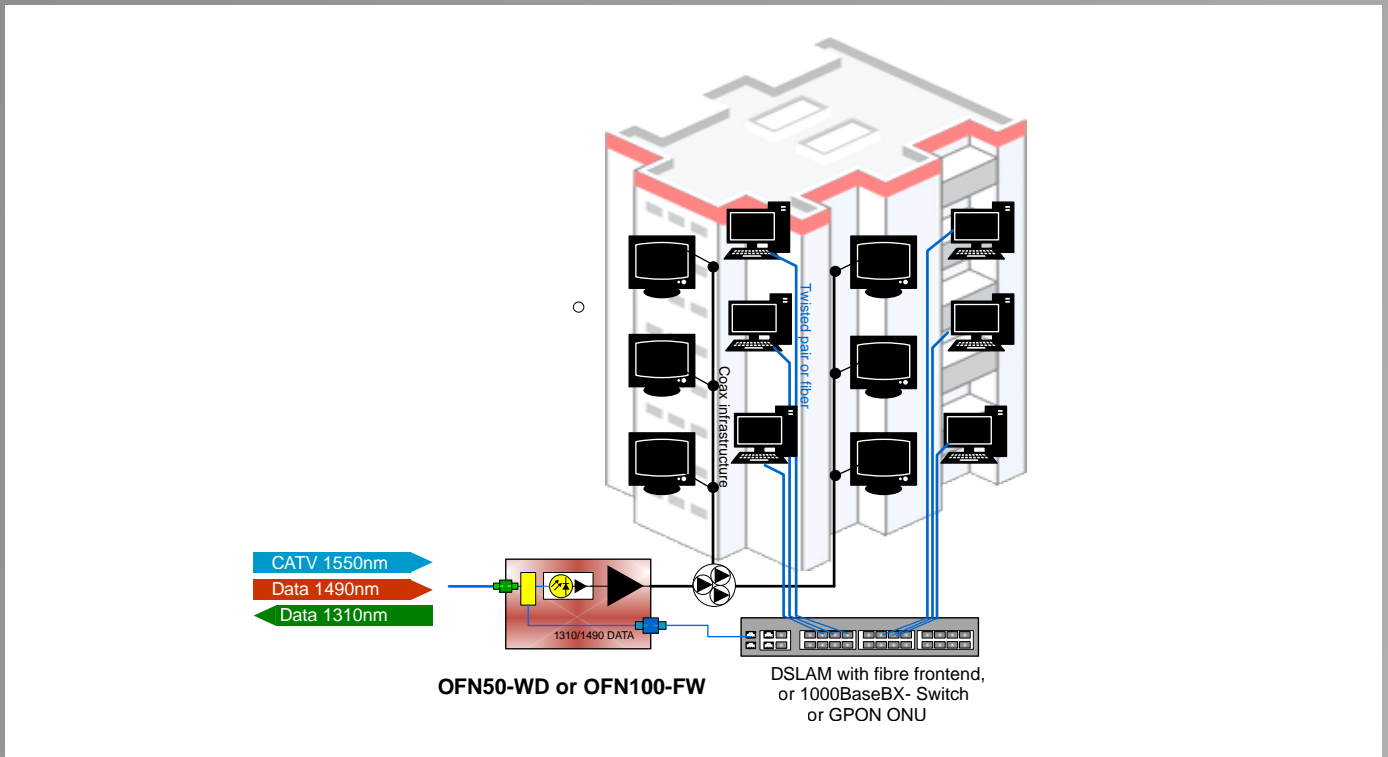 Twisted pair or fiber
Coax infrastructure
CATV 1550nm
Data 1490nm
Data 1310nm
1310/1490 DATA
OFN50-WD or OFN100-FW
DSLAM with fibre frontend,
or 1000BaseBX- Switch
or GPON ONU